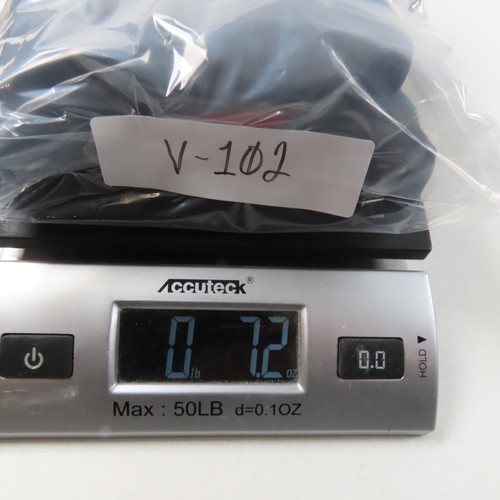 V-102
Accuteck®
0 lb 7.2 oz
0.0
HOLD
Max : 50LB d=0.1OZ